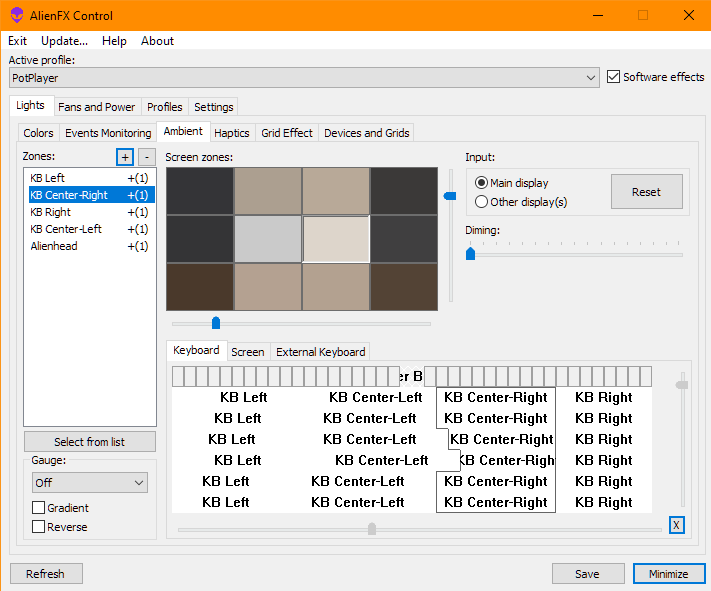 AlienFX Control
Exit Update... Help About
Active profile:
PotPlayer
Software effects
Lights Fans and Power Profiles Settings
Colors Events Monitoring Ambient Haptics Grid Effect Devices and Grids
Zones: + -
KB Left +(1)
KB Center-Right +(1)
KB Right +(1)
KB Center-Left +(1)
Alienhead +(1)
Select from list
Gauge:
Off
Gradient
Reverse
Screen zones:
Input:
Main display
Other display(s)
Reset
Diming:
Keyboard Screen External Keyboard
er B
KB Left KB Center-Left KB Center-Right KB Right
KB Left KB Center-Left KB Center-Right KB Right
KB Left KB Center-Left KB Center-Right KB Right
KB Left KB Center-Left KB Center-Right KB Right
KB Left KB Center-Left KB Center-Right KB Right
KB Left KB Center-Left KB Center-Right KB Right
X
Refresh Save Minimize